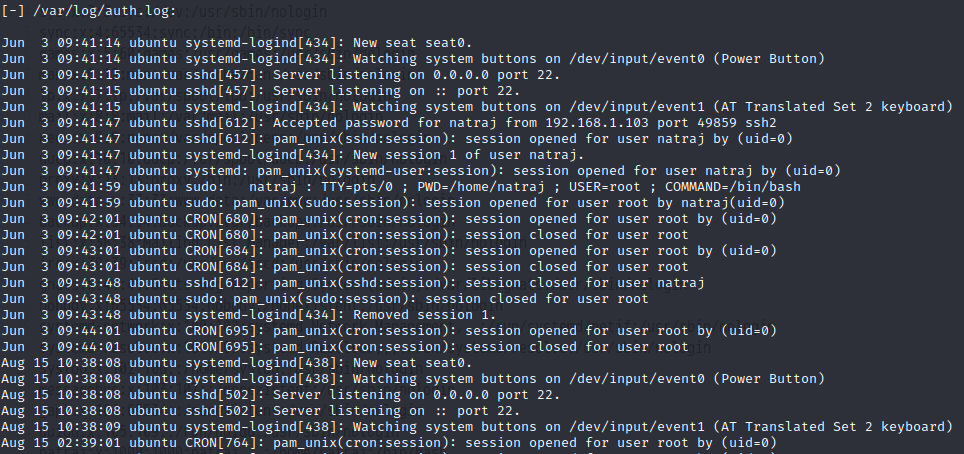 [-] /var/log/auth.log:
Jun  3 09:41:14 ubuntu systemd-logind[434]: New seat seat0.
Jun  3 09:41:14 ubuntu systemd-logind[434]: Watching system buttons on /dev/input/event0 (Power Button)
Jun  3 09:41:15 ubuntu sshd[457]: Server listening on 0.0.0.0 port 22.
Jun  3 09:41:15 ubuntu sshd[457]: Server listening on :: port 22.
Jun  3 09:41:15 ubuntu systemd-logind[434]: Watching system buttons on /dev/input/event1 (AT Translated Set 2 keyboard)
Jun  3 09:41:47 ubuntu sshd[612]: Accepted password for natraj from 192.168.1.103 port 49859 ssh2
Jun  3 09:41:47 ubuntu sshd[612]: pam_unix(sshd:session): session opened for user natraj by (uid=0)
Jun  3 09:41:47 ubuntu systemd-logind[434]: New session 1 of user natraj.
Jun  3 09:41:47 ubuntu systemd: pam_unix(systemd-user:session): session opened for user natraj by (uid=0)
Jun  3 09:41:59 ubuntu sudo:   natraj : TTY=pts/0 ; PWD=/home/natraj ; USER=root ; COMMAND=/bin/bash
Jun  3 09:41:59 ubuntu sudo: pam_unix(sudo:session): session opened for user root by natraj(uid=0)
Jun  3 09:42:01 ubuntu CRON[680]: pam_unix(cron:session): session opened for user root by (uid=0)
Jun  3 09:42:01 ubuntu CRON[680]: pam_unix(cron:session): session closed for user root
Jun  3 09:43:01 ubuntu CRON[684]: pam_unix(cron:session): session opened for user root by (uid=0)
Jun  3 09:43:01 ubuntu CRON[684]: pam_unix(cron:session): session closed for user root
Jun  3 09:43:48 ubuntu sshd[612]: pam_unix(sshd:session): session closed for user natraj
Jun  3 09:43:48 ubuntu sudo: pam_unix(sudo:session): session closed for user root
Jun  3 09:43:48 ubuntu systemd-logind[434]: Removed session 1.
Jun  3 09:44:01 ubuntu CRON[695]: pam_unix(cron:session): session opened for user root by (uid=0)
Jun  3 09:44:01 ubuntu CRON[695]: pam_unix(cron:session): session closed for user root
Aug 15 10:38:08 ubuntu systemd-logind[438]: New seat seat0.
Aug 15 10:38:08 ubuntu systemd-logind[438]: Watching system buttons on /dev/input/event0 (Power Button)
Aug 15 10:38:08 ubuntu sshd[502]: Server listening on 0.0.0.0 port 22.
Aug 15 10:38:08 ubuntu sshd[502]: Server listening on :: port 22.
Aug 15 10:38:09 ubuntu systemd-logind[438]: Watching system buttons on /dev/input/event1 (AT Translated Set 2 keyboard)
Aug 15 02:39:01 ubuntu CRON[764]: pam_unix(cron:session): session opened for user root by (uid=0)